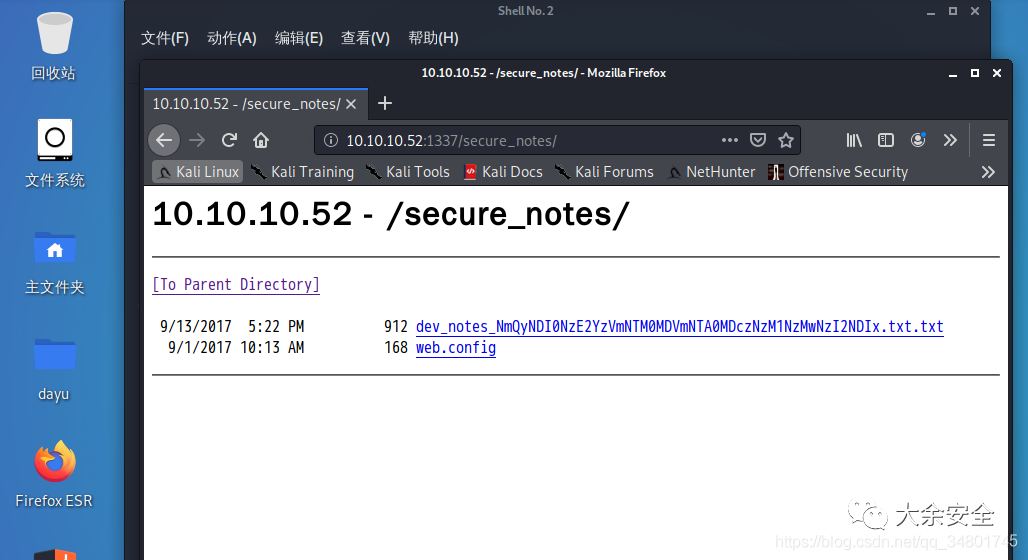 Shell No. 2
文件(F) 动作(A) 编辑(E) 查看(V) 帮助(H)
10.10.10.52 - /secure_notes/ - Mozilla Firefox
10.10.10.52 - /secure_notes/
10.10.10.52:1337/secure_notes/
Kali Linux Kali Training Kali Tools Kali Docs Kali Forums NetHunter Offensive Security
10.10.10.52 - /secure_notes/
[To Parent Directory]
9/13/2017 5:22 PM 912 dev_notes_NmQyNDI0NzE2YzVmNTM0MDVmNTA0MDczNzM1NzMwNzI2NDIx.txt.txt
9/1/2017 10:13 AM 168 web.config
回收站
文件系统
主文件夹
dayu
Firefox ESR
大余安全
https://blog.csdn.net/qq_34801745